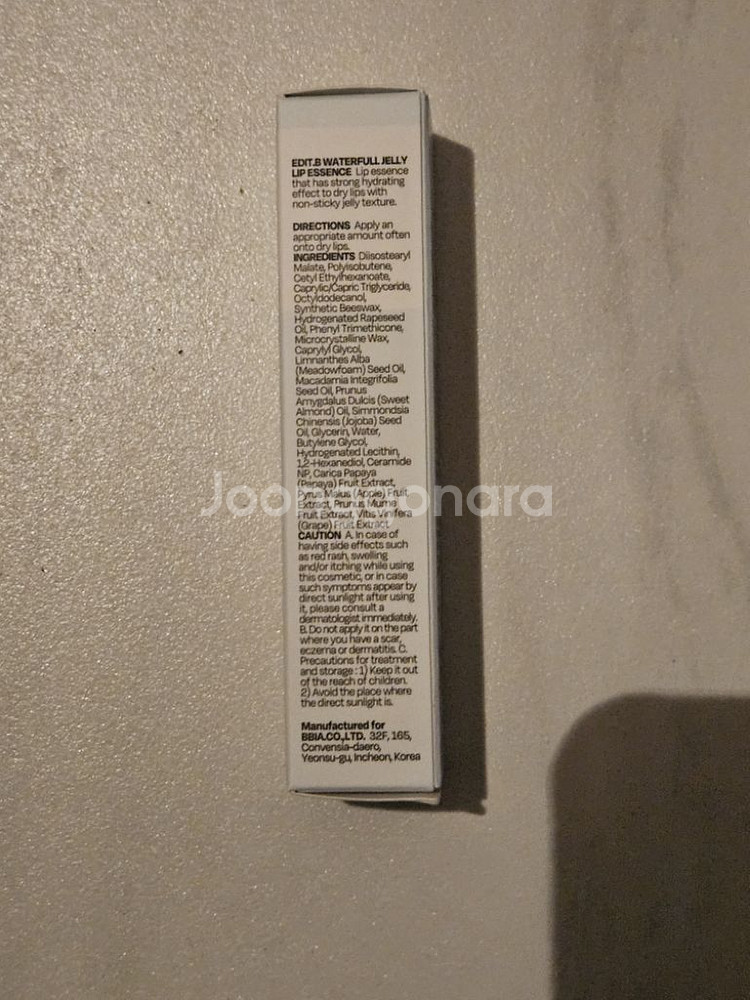 EDIT.B WATERFULL JELLY
LIP ESSENCE Lip essence
that has strong hydrating
effect to dry lips with
non-sticky jelly texture.
DIRECTIONS Apply an
appropriate amount often
onto dry lips.
INGREDIENTS Diisostearyl
Malate, Polyisobutene,
Cetyl Ethylhexanoate,
Caprylic/Capric Triglyceride,
Octyldodecanol,
Synthetic Beeswax,
Hydrogenated Rapeseed
Oil, Phenyl Trimethicone,
Microcrystalline Wax,
Caprylyl Glycol,
Limnanthes Alba
(Meadowfoam) Seed Oil,
Macadamia Integrifolia
Seed Oil, Prunus
Amygdalus Dulcis (Sweet
Almond) Oil, Simmondsia
Chinensis (Jojoba) Seed
Oil, Glycerin, Water,
Butylene Glycol,
Hydrogenated Lecithin,
1,2-Hexanediol, Ceramide
NP, Carica Papaya
(Papaya) Fruit Extract,
Pyrus Malus (Apple) Fruit
Extract, Prunus Mume
Fruit Extract, Vitis Vinifera
(Grape) Fruit Extract
CAUTION A. In case of
having side effects such
as red rash, swelling
and/or itching while using
this cosmetic, or in case
such symptoms appear by
direct sunlight after using
it, please consult a
dermatologist immediately.
B. Do not apply it on the part
where you have a scar,
eczema or dermatitis. C.
Precautions for treatment
and storage : 1) Keep it out
of the reach of children.
2) Avoid the place where
the direct sunlight is.
Manufactured for
BBIA.CO.,LTD. 32F, 165,
Convensia-daero,
Yeonsu-gu, Incheon, Korea